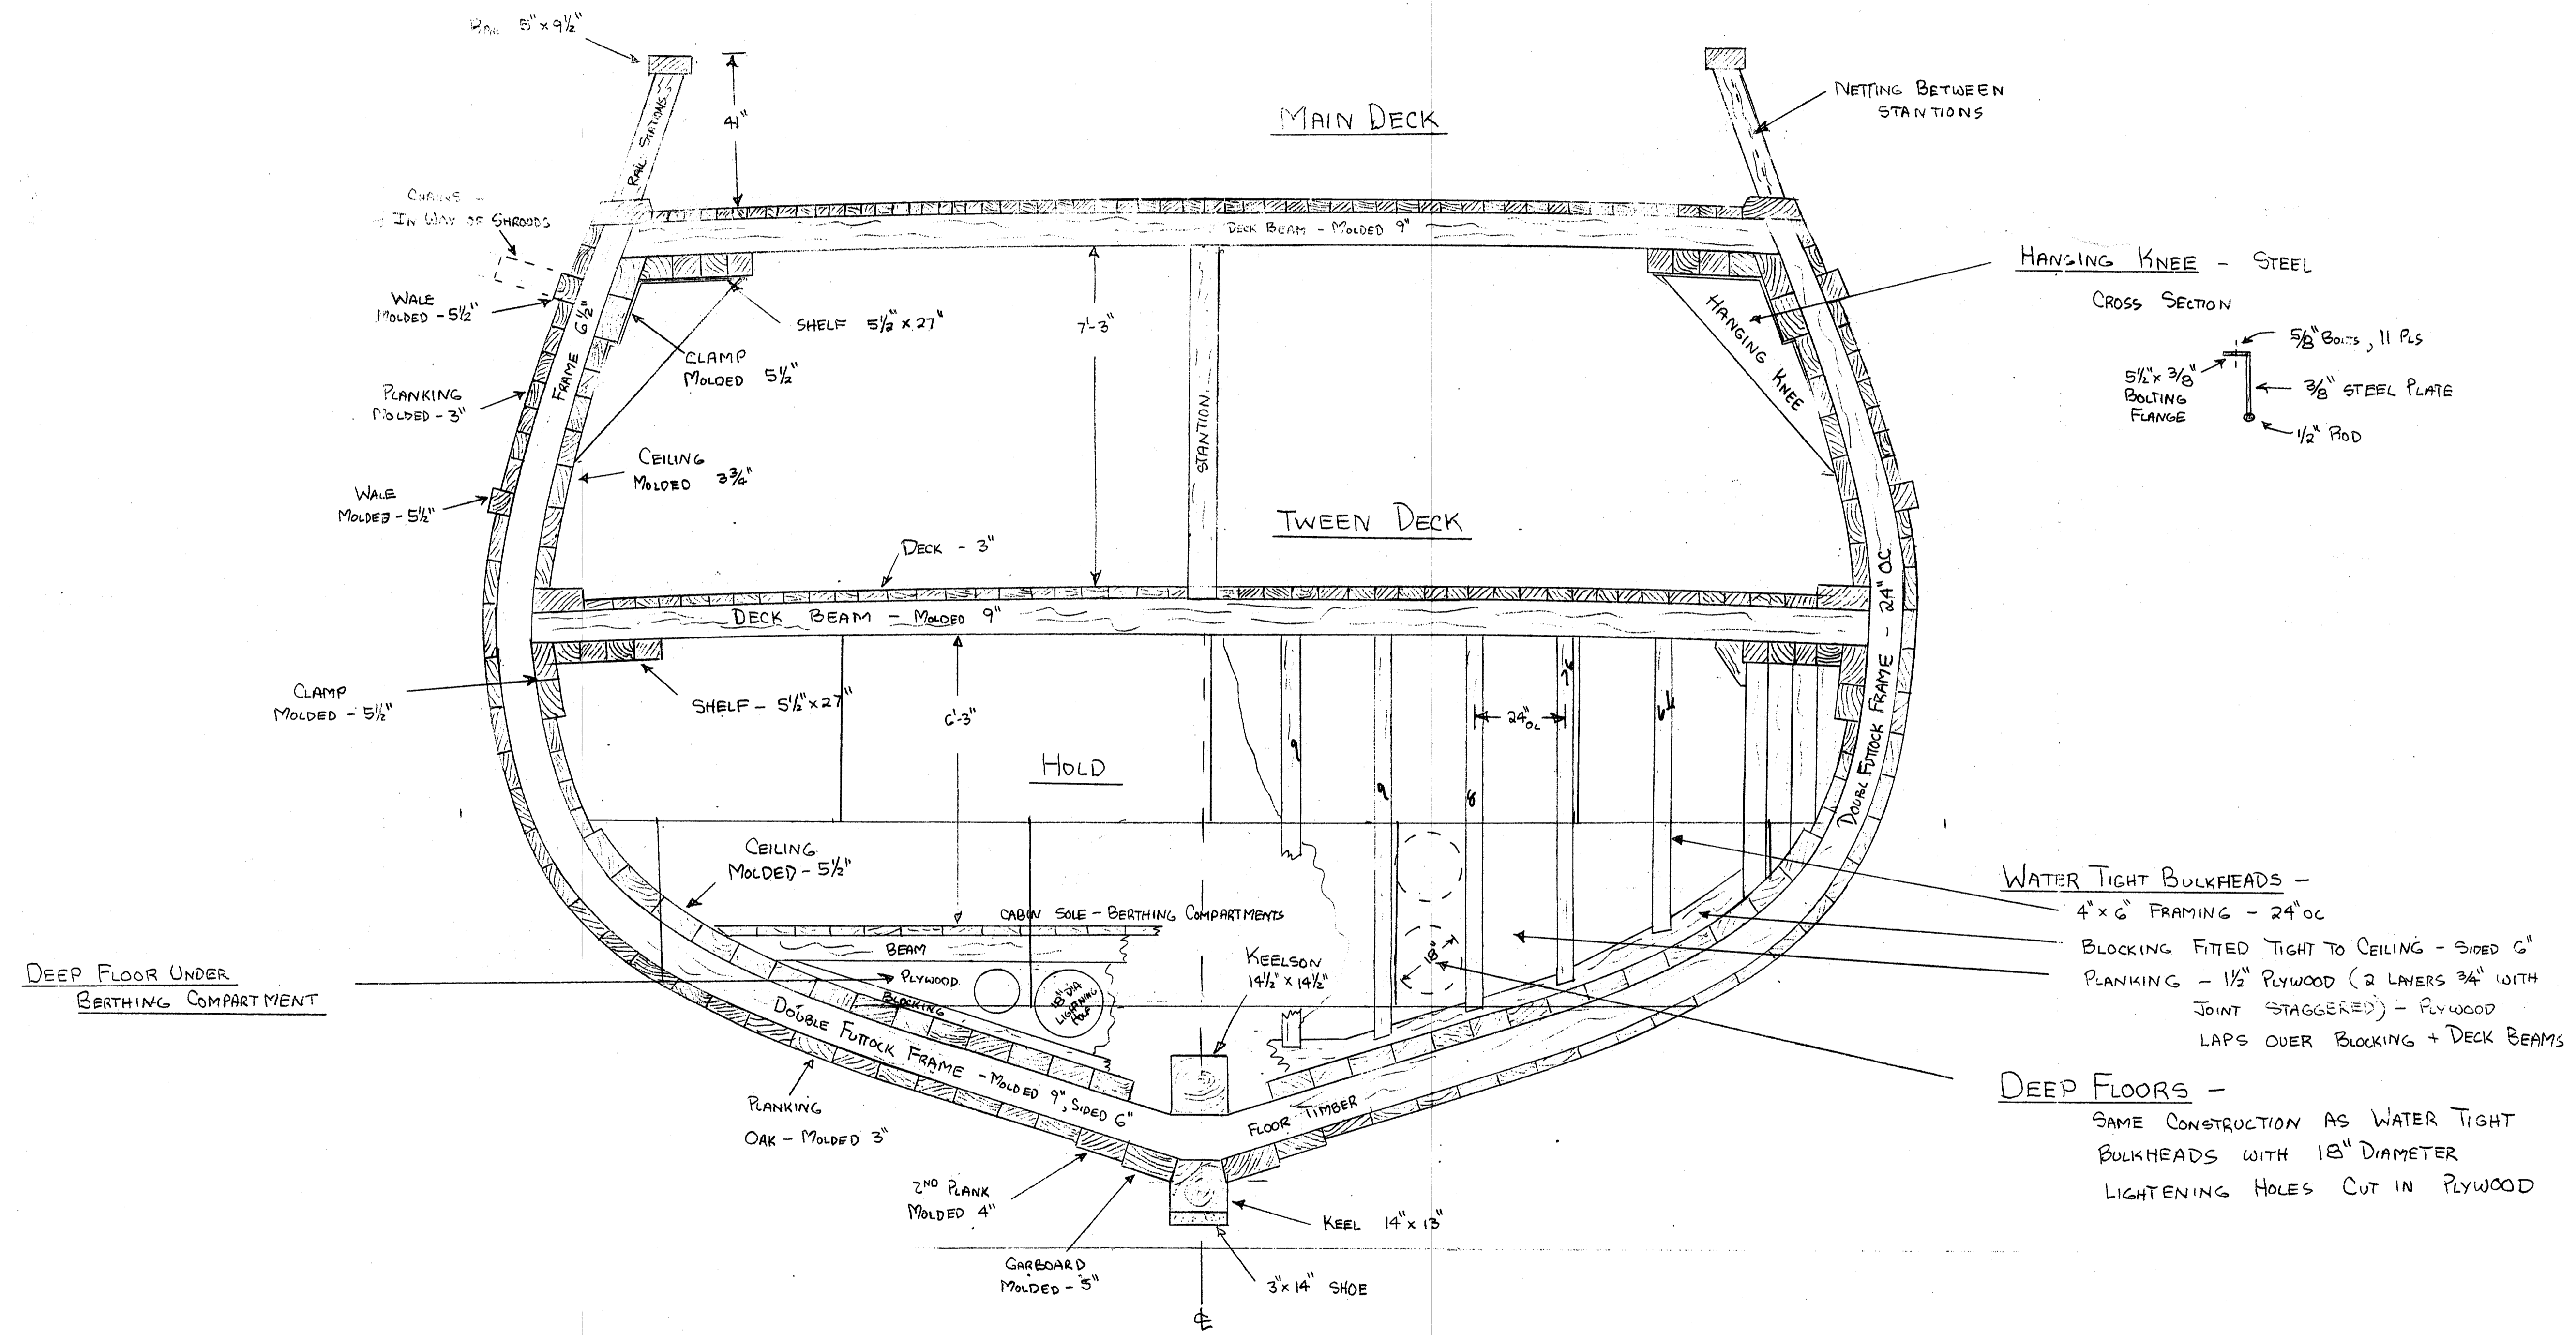 RAIL 5" x 9½"
41"
RAIL STATIONS
MAIN DECK
NETTING BETWEEN
STANTIONS
CHAINS -
IN WAY OF SHROUDS
DECK BEAM - MOLDED 9"
WALE
MOLDED - 5½"
FRAME 6½"
SHELF 5½" x 27"
7'-3"
CLAMP
MOLDED 5½"
HANGING KNEE
HANGING KNEE - STEEL
CROSS SECTION
5/8" BOLTS, 11 PLS
5½" x 3/8"
BOLTING
FLANGE
3/8" STEEL PLATE
1/2" ROD
PLANKING
MOLDED - 3"
STANTION
CEILING
MOLDED 3¾"
WALE
MOLDED - 5½"
TWEEN DECK
DECK - 3"
DECK BEAM - MOLDED 9"
DOUBL FUTTOCK FRAME - 24" OC
CLAMP
MOLDED - 5½"
SHELF - 5½" x 27"
6'-3"
24" OC
9
9
8
HOLD
CEILING
MOLDED - 5½"
CABIN SOLE - BERTHING COMPARTMENTS
BEAM
PLYWOOD
BLOCKING
18" DIA
LIGHTNING
HOLE
KEELSON
14½" x 14½"
18"
DEEP FLOOR UNDER
BERTHING COMPARTMENT
WATER TIGHT BULKHEADS -
4" x 6" FRAMING - 24" OC
BLOCKING FITTED TIGHT TO CEILING - SIDED 6"
PLANKING - 1½" PLYWOOD (2 LAYERS ¾" WITH
JOINT STAGGERED) - PLYWOOD
LAPS OVER BLOCKING + DECK BEAMS
DOUBLE FUTTOCK FRAME - MOLDED 9", SIDED 6"
FLOOR TIMBER
PLANKING
OAK - MOLDED 3"
DEEP FLOORS -
SAME CONSTRUCTION AS WATER TIGHT
BULKHEADS WITH 18" DIAMETER
LIGHTENING HOLES CUT IN PLYWOOD
2ND PLANK
MOLDED 4"
KEEL 14" x 13"
GARBOARD
MOLDED - 5"
3" x 14" SHOE
℄